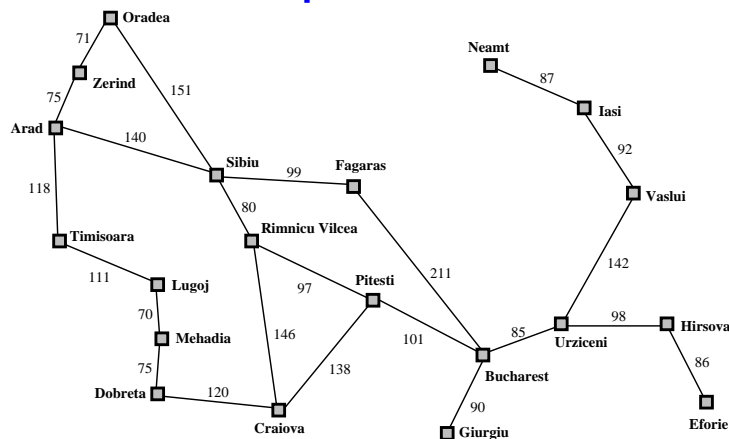 Oradea
71
Neamt
87
Zerind
151
75
Iasi
Arad
140
92
Sibiu
Fagaras
99
118
Vaslui
80
Timisoara
Rimnicu Vilcea
142
111
211
Lugoj
97
Pitesti
70
98
Hirsova
85
Mehadia
146
101
Urziceni
75
138
86
Bucharest
120
Dobreta
90
Craiova
Eforie
Giurgiu